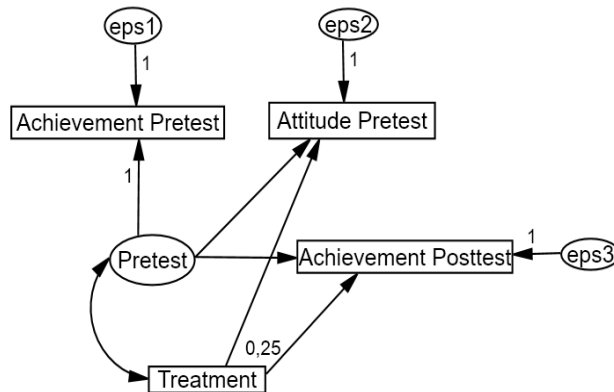 eps1
eps2
1
1
Achievement Pretest
Attitude Pretest
1
Pretest
Achievement Posttest
1
eps3
0,25
Treatment